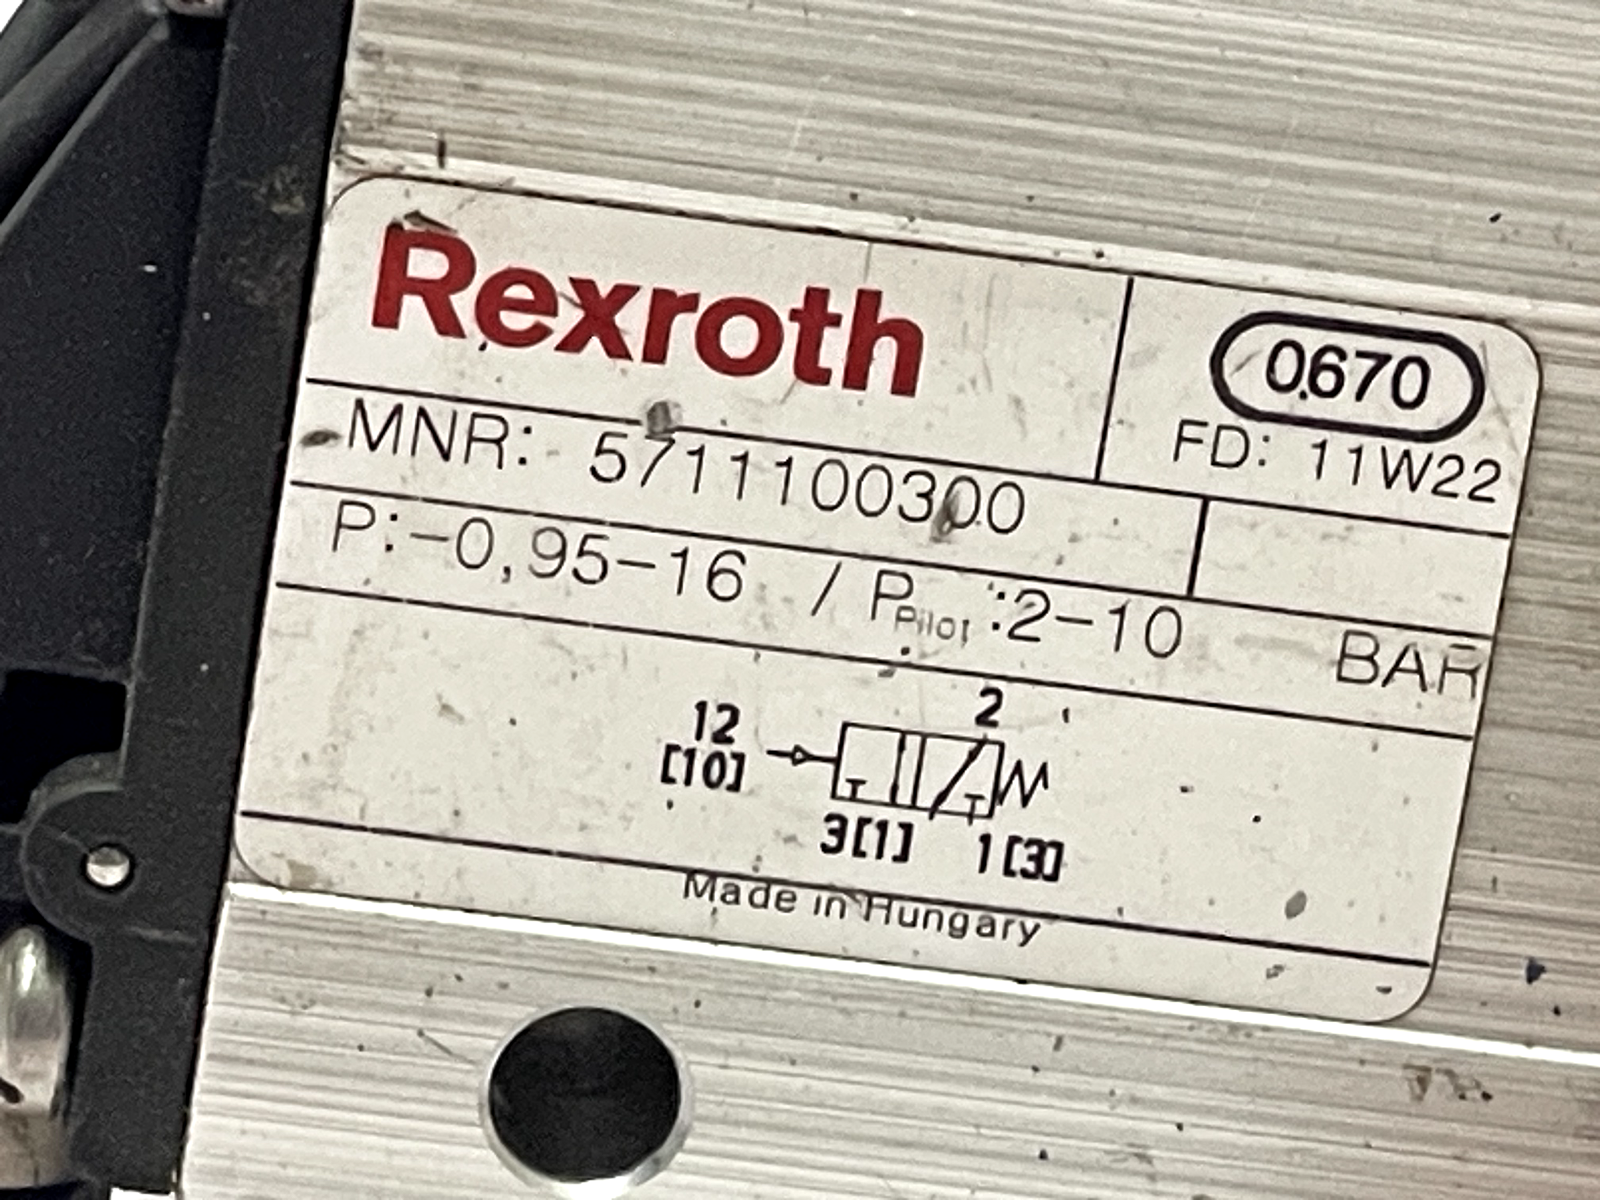 Rexroth
0670
FD: 11W22
MNR: 5711100300
P:-0,95-16 / PPilot:2-10 BAR
2
12
[10]
3[1] 1[3]
Made in Hungary